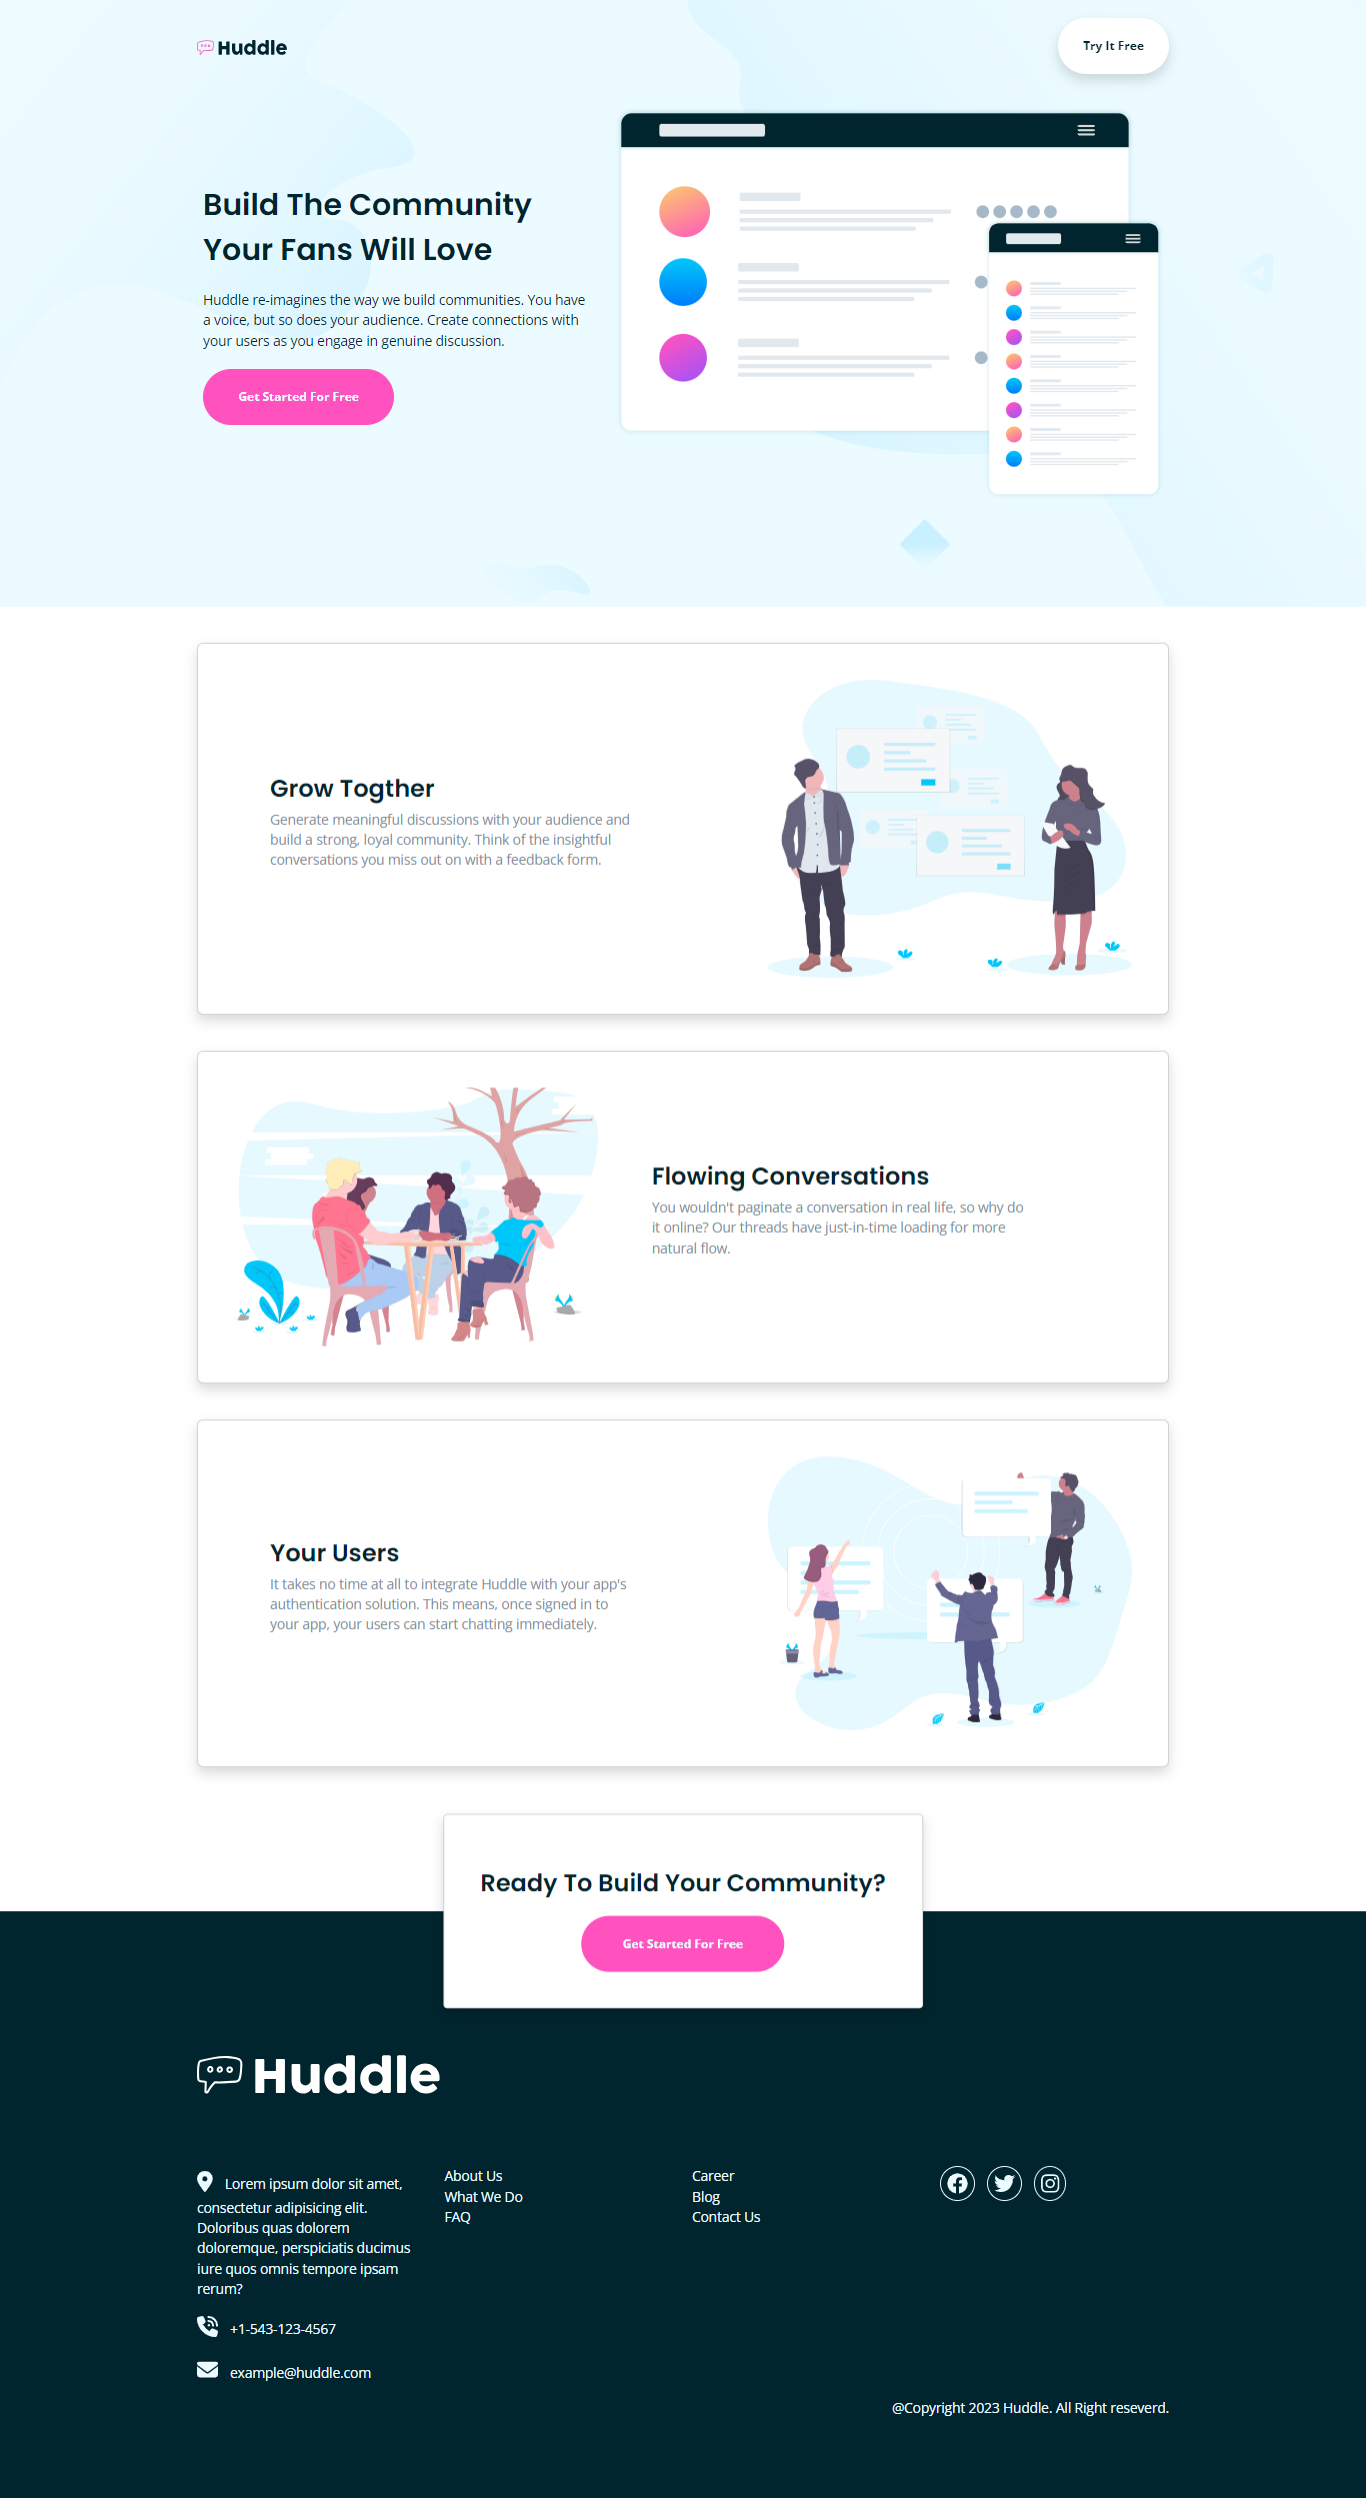 Huddle
Try It Free
Build The Community
Your Fans Will Love
Huddle re-imagines the way we build communities. You have
a voice, but so does your audience. Create connections with
your users as you engage in genuine discussion.
Get Started For Free
Grow Togther
Generate meaningful discussions with your audience and
build a strong, loyal community. Think of the insightful
conversations you miss out on with a feedback form.
Flowing Conversations
You wouldn't paginate a conversation in real life, so why do
it online? Our threads have just-in-time loading for more
natural flow.
Your Users
It takes no time at all to integrate Huddle with your app's
authentication solution. This means, once signed in to
your app, your users can start chatting immediately.
Ready To Build Your Community?
Get Started For Free
Huddle
Lorem ipsum dolor sit amet,
consectetur adipisicing elit.
Doloribus quas dolorem
doloremque, perspiciatis ducimus
iure quos omnis tempore ipsam
rerum?
+1-543-123-4567
example@huddle.com
About Us
What We Do
FAQ
Career
Blog
Contact Us
@Copyright 2023 Huddle. All Right reseverd.